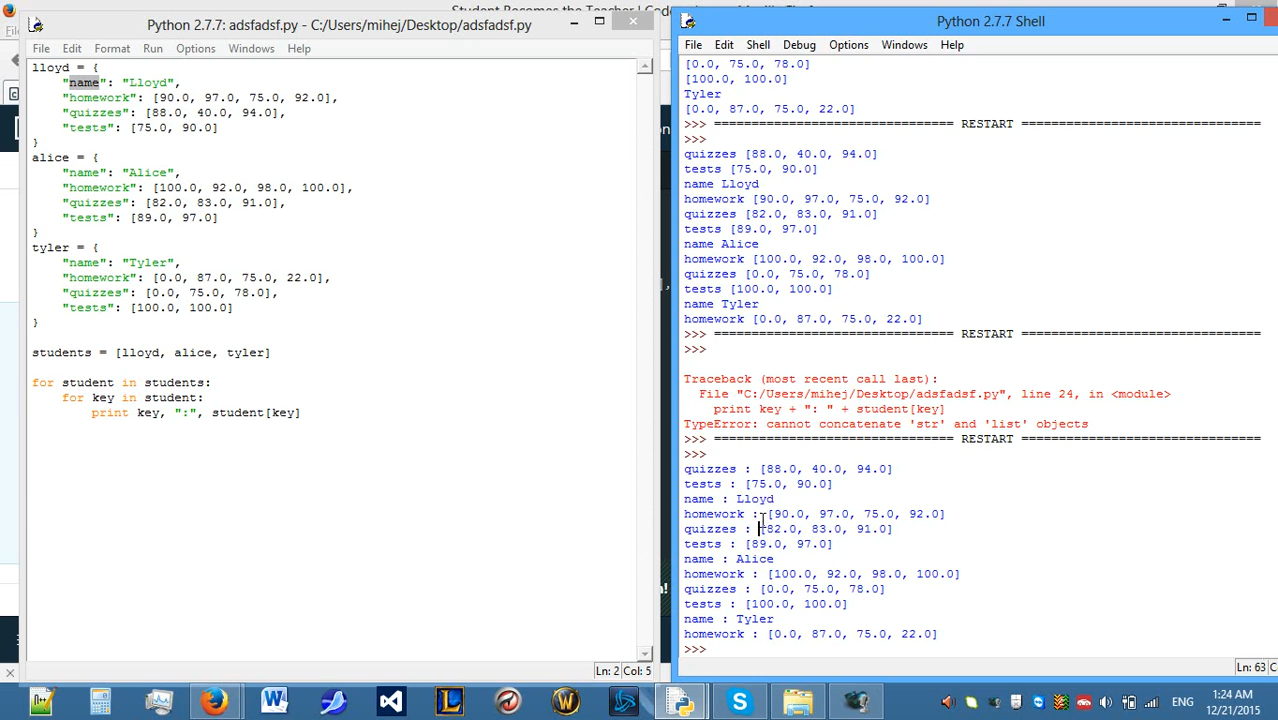 Student Becomes the Teacher | Cod
Python 2.7.7: adsfadsf.py - C:/Users/mihej/Desktop/adsfadsf.py
File Edit Format Run Options Windows Help
lloyd = {
    "name": "Lloyd",
    "homework": [90.0, 97.0, 75.0, 92.0],
    "quizzes": [88.0, 40.0, 94.0],
    "tests": [75.0, 90.0]
}
alice = {
    "name": "Alice",
    "homework": [100.0, 92.0, 98.0, 100.0],
    "quizzes": [82.0, 83.0, 91.0],
    "tests": [89.0, 97.0]
}
tyler = {
    "name": "Tyler",
    "homework": [0.0, 87.0, 75.0, 22.0],
    "quizzes": [0.0, 75.0, 78.0],
    "tests": [100.0, 100.0]
}
students = [lloyd, alice, tyler]
for student in students:
    for key in student:
        print key, ":", student[key]
Ln: 2 Col: 5
Python 2.7.7 Shell
File Edit Shell Debug Options Windows Help
[0.0, 75.0, 78.0]
[100.0, 100.0]
Tyler
[0.0, 87.0, 75.0, 22.0]
>>> ================================ RESTART ================================
>>>
quizzes [88.0, 40.0, 94.0]
tests [75.0, 90.0]
name Lloyd
homework [90.0, 97.0, 75.0, 92.0]
quizzes [82.0, 83.0, 91.0]
tests [89.0, 97.0]
name Alice
homework [100.0, 92.0, 98.0, 100.0]
quizzes [0.0, 75.0, 78.0]
tests [100.0, 100.0]
name Tyler
homework [0.0, 87.0, 75.0, 22.0]
>>> ================================ RESTART ================================
>>>
Traceback (most recent call last):
  File "C:/Users/mihej/Desktop/adsfadsf.py", line 24, in <module>
    print key + ": " + student[key]
TypeError: cannot concatenate 'str' and 'list' objects
>>> ================================ RESTART ================================
>>>
quizzes : [88.0, 40.0, 94.0]
tests : [75.0, 90.0]
name : Lloyd
homework : [90.0, 97.0, 75.0, 92.0]
quizzes : [82.0, 83.0, 91.0]
tests : [89.0, 97.0]
name : Alice
homework : [100.0, 92.0, 98.0, 100.0]
quizzes : [0.0, 75.0, 78.0]
tests : [100.0, 100.0]
name : Tyler
homework : [0.0, 87.0, 75.0, 22.0]
>>>
Ln: 63
ENG
1:24 AM
12/21/2015